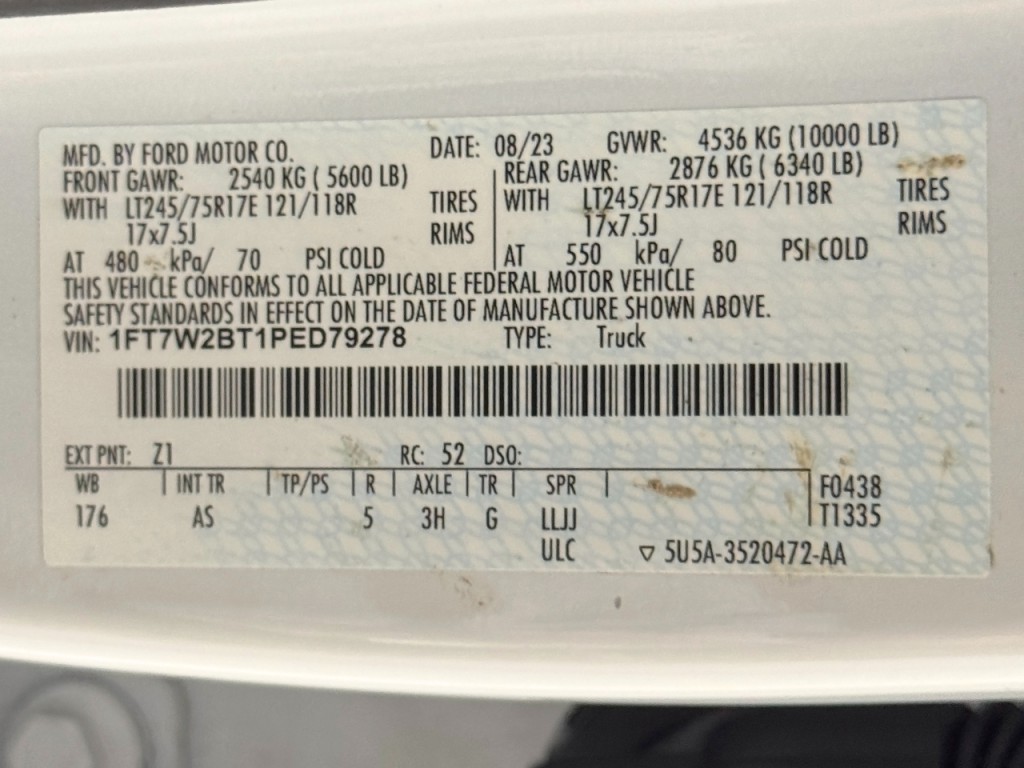 MFD. BY FORD MOTOR CO. DATE: 08/23 GVWR: 4536 KG (10000 LB)
FRONT GAWR: 2540 KG ( 5600 LB) REAR GAWR: 2876 KG ( 6340 LB)
WITH LT245/75R17E 121/118R TIRES WITH LT245/75R17E 121/118R TIRES
17x7.5J RIMS 17x7.5J RIMS
AT 480 kPa/ 70 PSI COLD AT 550 kPa/ 80 PSI COLD
THIS VEHICLE CONFORMS TO ALL APPLICABLE FEDERAL MOTOR VEHICLE
SAFETY STANDARDS IN EFFECT ON THE DATE OF MANUFACTURE SHOWN ABOVE.
VIN: 1FT7W2BT1PED79278 TYPE: Truck
EXT PNT: Z1 RC: 52 DSO:
WB INT TR TP/PS R AXLE TR SPR F0438
176 AS 5 3H G LLJJ T1335
ULC ▽ 5U5A-3520472-AA